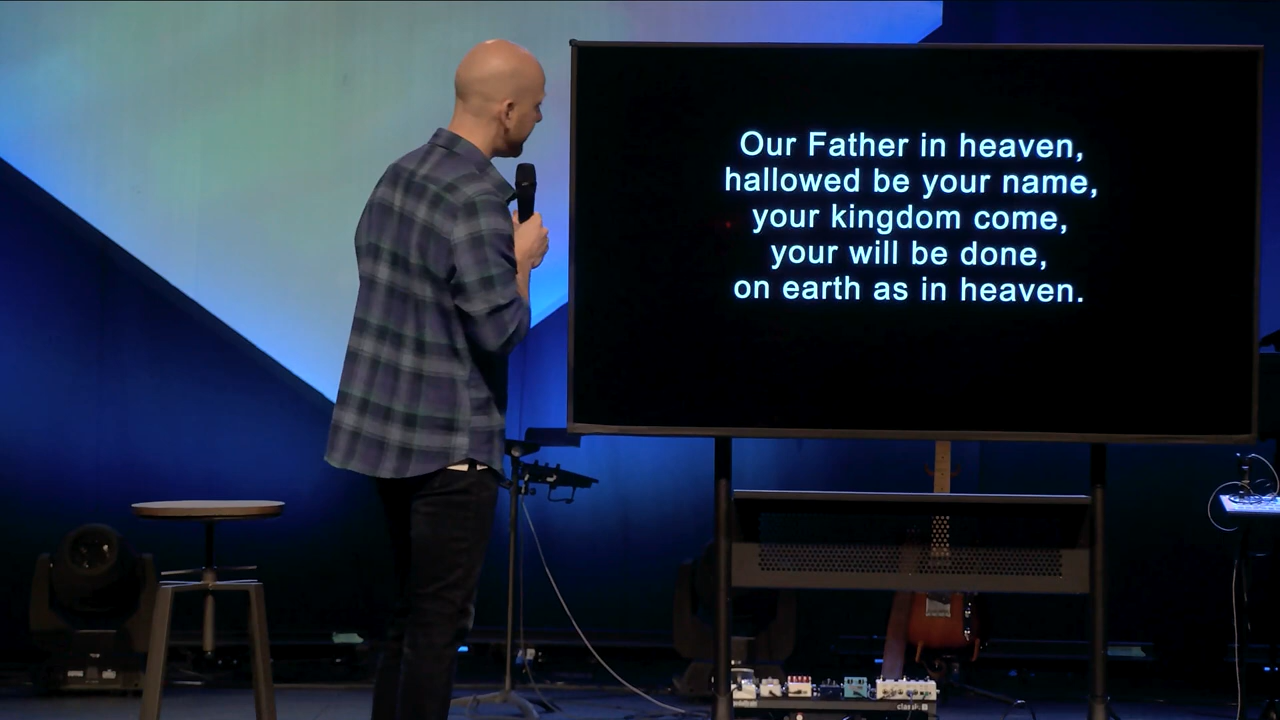 Our Father in heaven,
hallowed be your name,
your kingdom come,
your will be done,
on earth as in heaven.